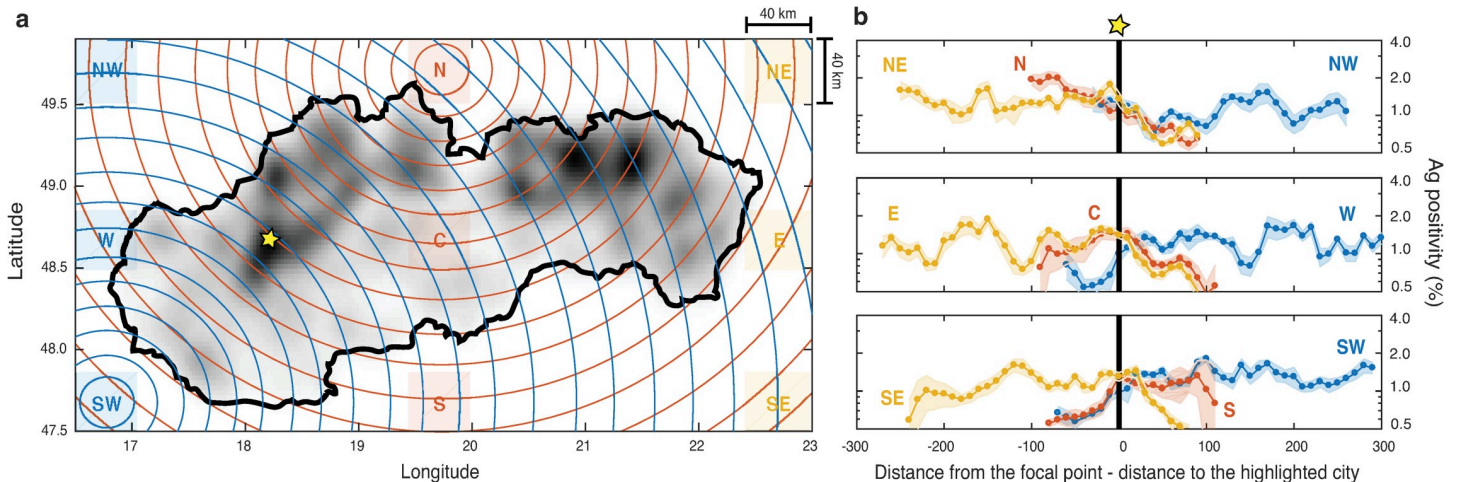 a
40 km
40 km
NW
N
NE
W
C
E
SW
S
SE
49.5
49.0
48.5
48.0
47.5
Latitude
17 18 19 20 21 22 23
Longitude
b
NE N NW
4.0
2.0
1.0
0.5
E C W
4.0
2.0
1.0
0.5
SE SW S
4.0
2.0
1.0
0.5
Ag positivity (%)
-300 -200 -100 0 100 200 300
Distance from the focal point - distance to the highlighted city